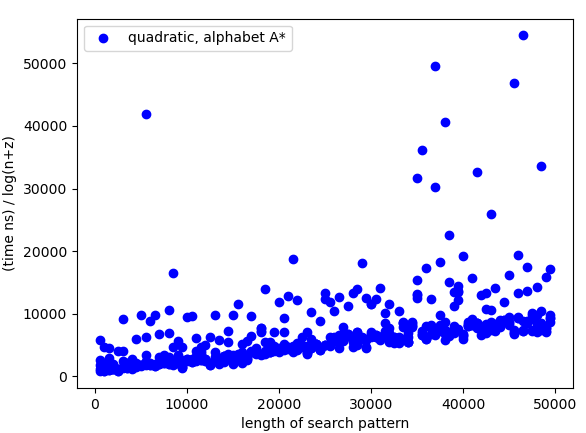 quadratic, alphabet A*
(time ns) / log(n+z)
50000
40000
30000
20000
10000
0
0 10000 20000 30000 40000 50000
length of search pattern